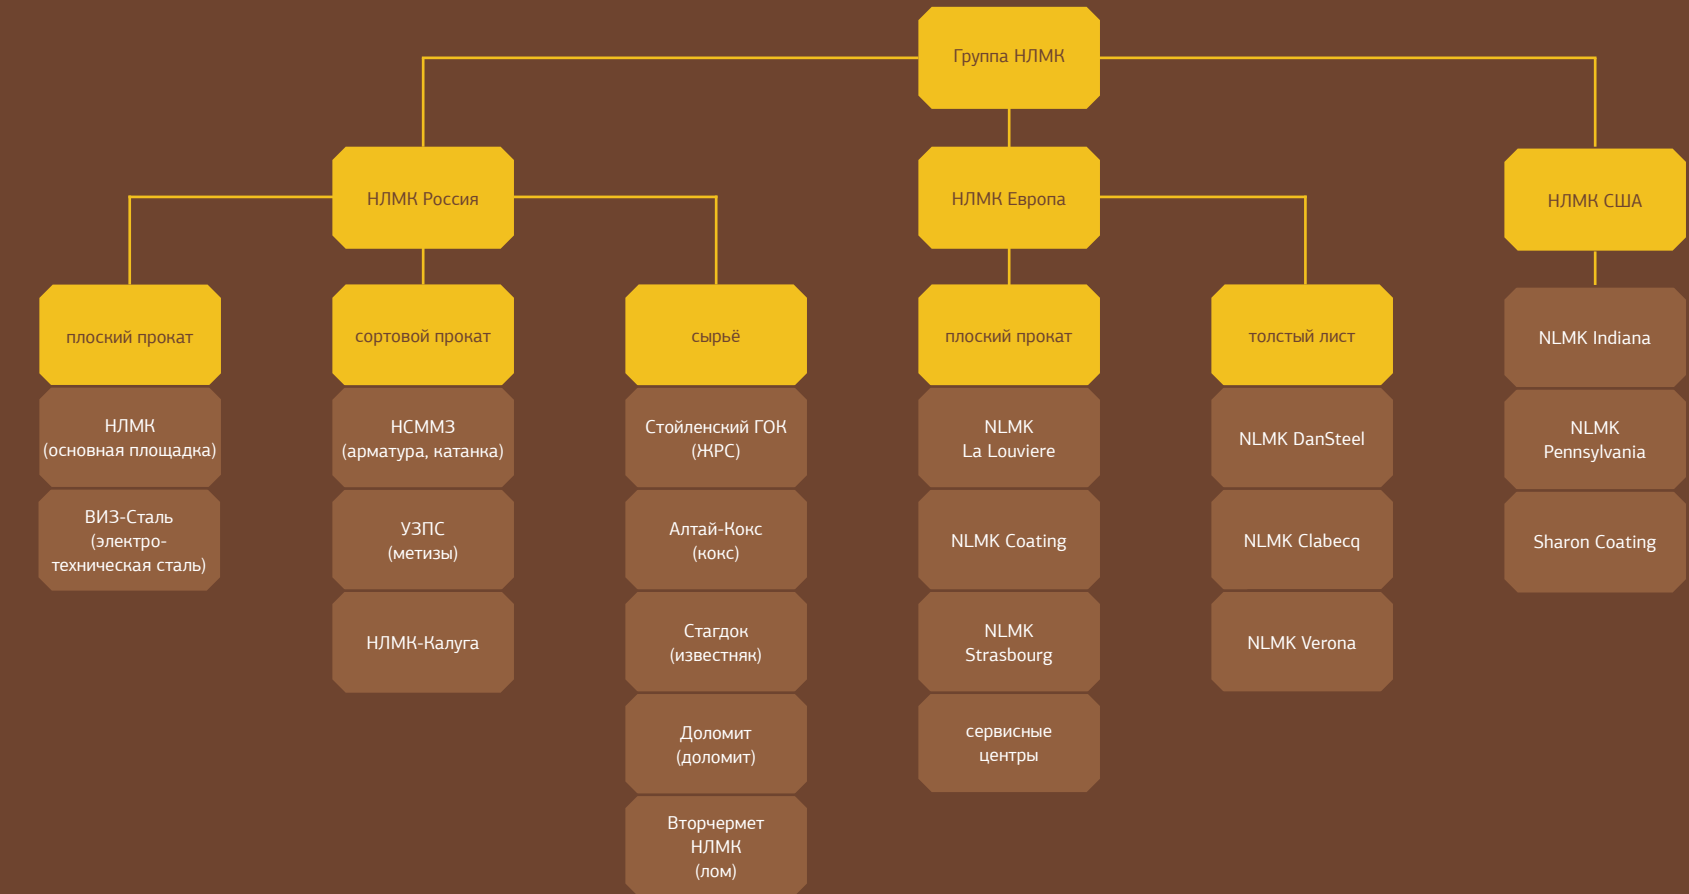 Группа НЛМК
НЛМК Россия
НЛМК Европа
НЛМК США
плоский прокат
НЛМК
(основная площадка)
ВИЗ-Сталь
(электро-
техническая сталь)
сортовой прокат
НСММЗ
(арматура, катанка)
УЗПС
(метизы)
НЛМК-Калуга
сырьё
Стойленский ГОК
(ЖРС)
Алтай-Кокс
(кокс)
Стагдок
(известняк)
Доломит
(доломит)
Вторчермет
НЛМК
(лом)
плоский прокат
NLMK
La Louviere
NLMK Coating
NLMK
Strasbourg
сервисные
центры
толстый лист
NLMK DanSteel
NLMK Clabecq
NLMK Verona
NLMK Indiana
NLMK
Pennsylvania
Sharon Coating